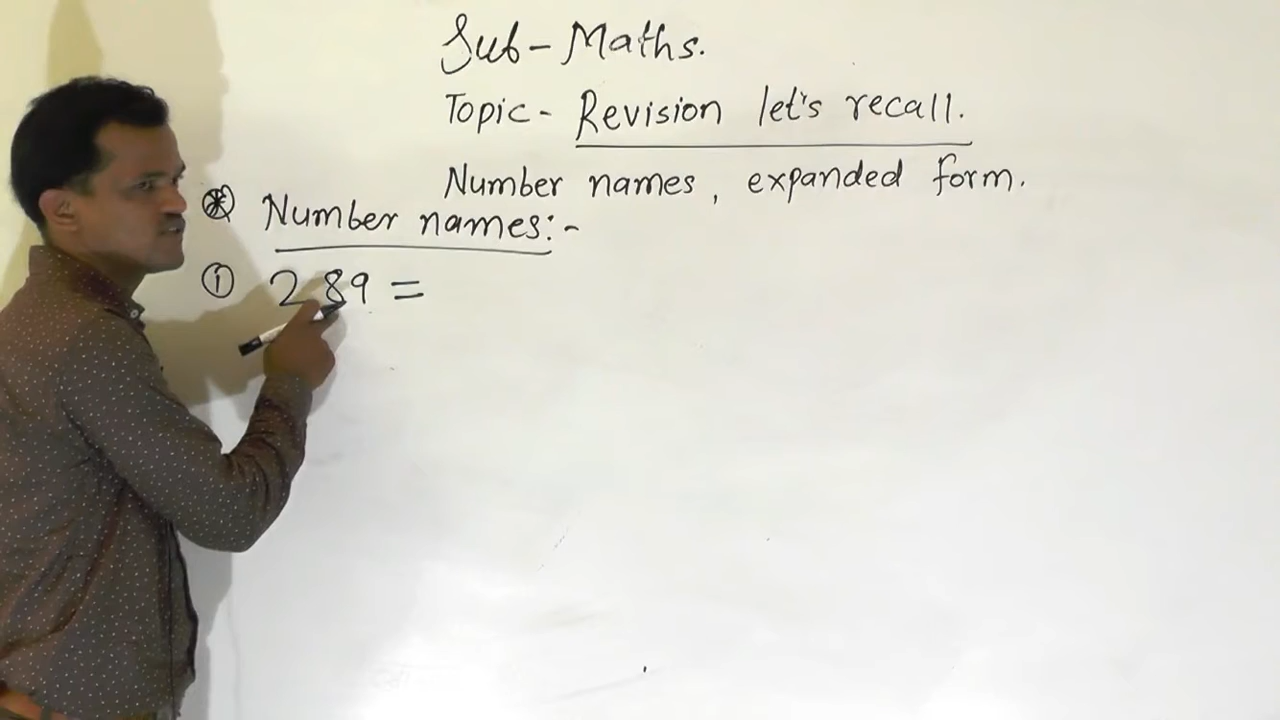 Sub - Maths.
Topic - Revision let's recall.
Number names, expanded form.
* Number names:-
① 289 =